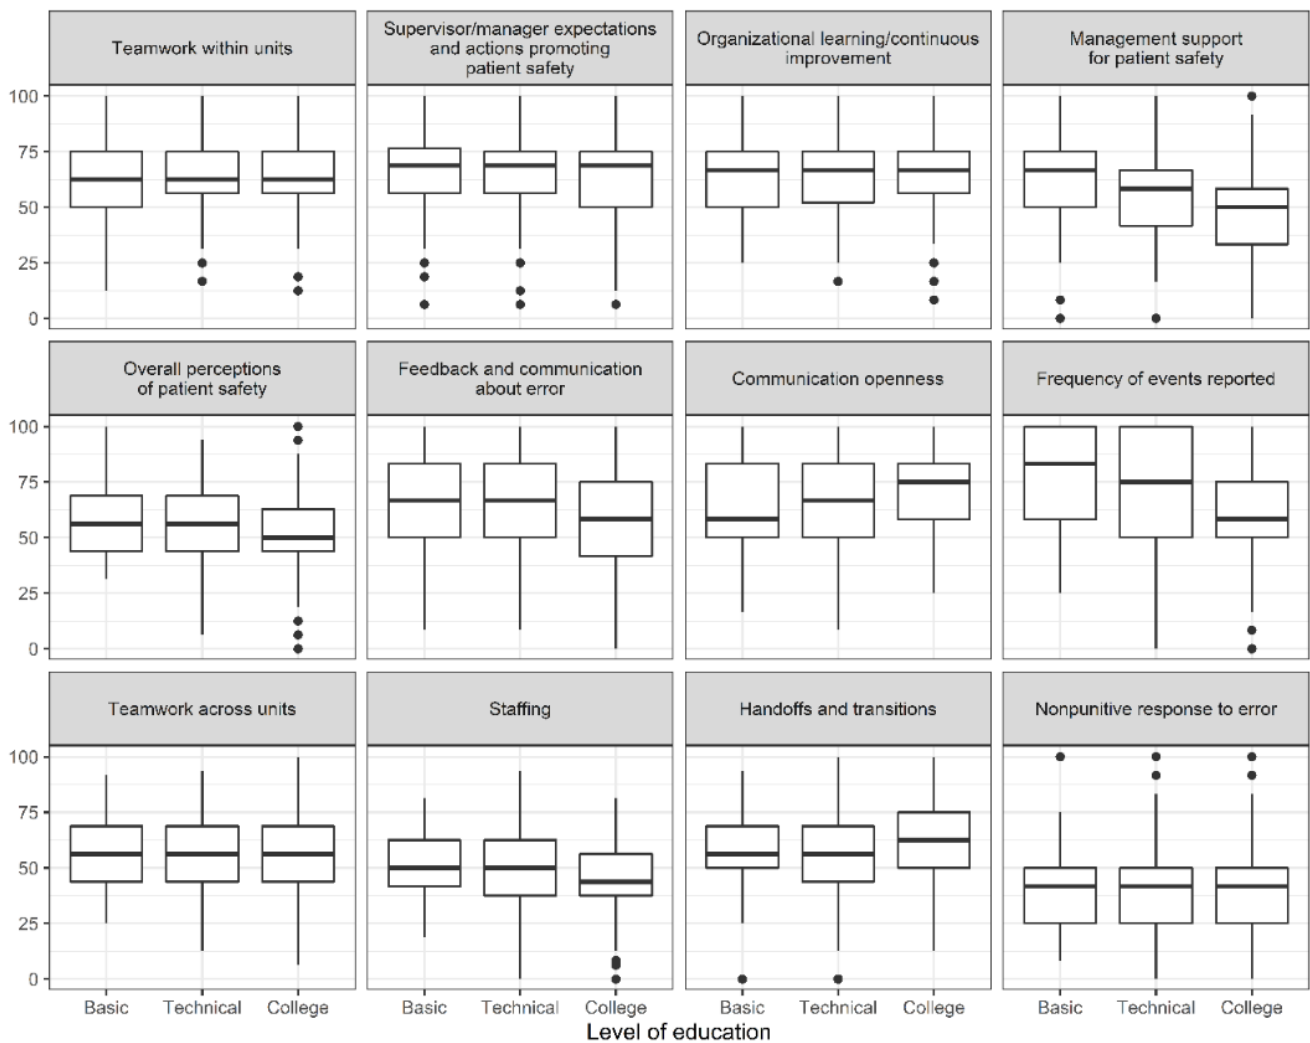 Teamwork within units
Supervisor/manager expectations
and actions promoting
patient safety
Organizational learning/continuous
improvement
Management support
for patient safety
100
75
50
25
0
Overall perceptions
of patient safety
Feedback and communication
about error
Communication openness
Frequency of events reported
100
75
50
25
0
Teamwork across units
Staffing
Handoffs and transitions
Nonpunitive response to error
100
75
50
25
0
Basic Technical College
Basic Technical College
Basic Technical College
Basic Technical College
Level of education